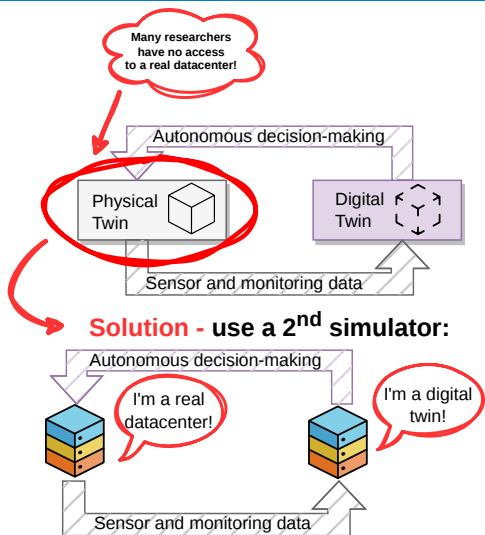 Many researchers
have no access
to a real datacenter!
Autonomous decision-making
Physical
Twin
Digital
Twin
Sensor and monitoring data
Solution - use a 2nd simulator:
Autonomous decision-making
I'm a real
datacenter!
I'm a digital
twin!
Sensor and monitoring data